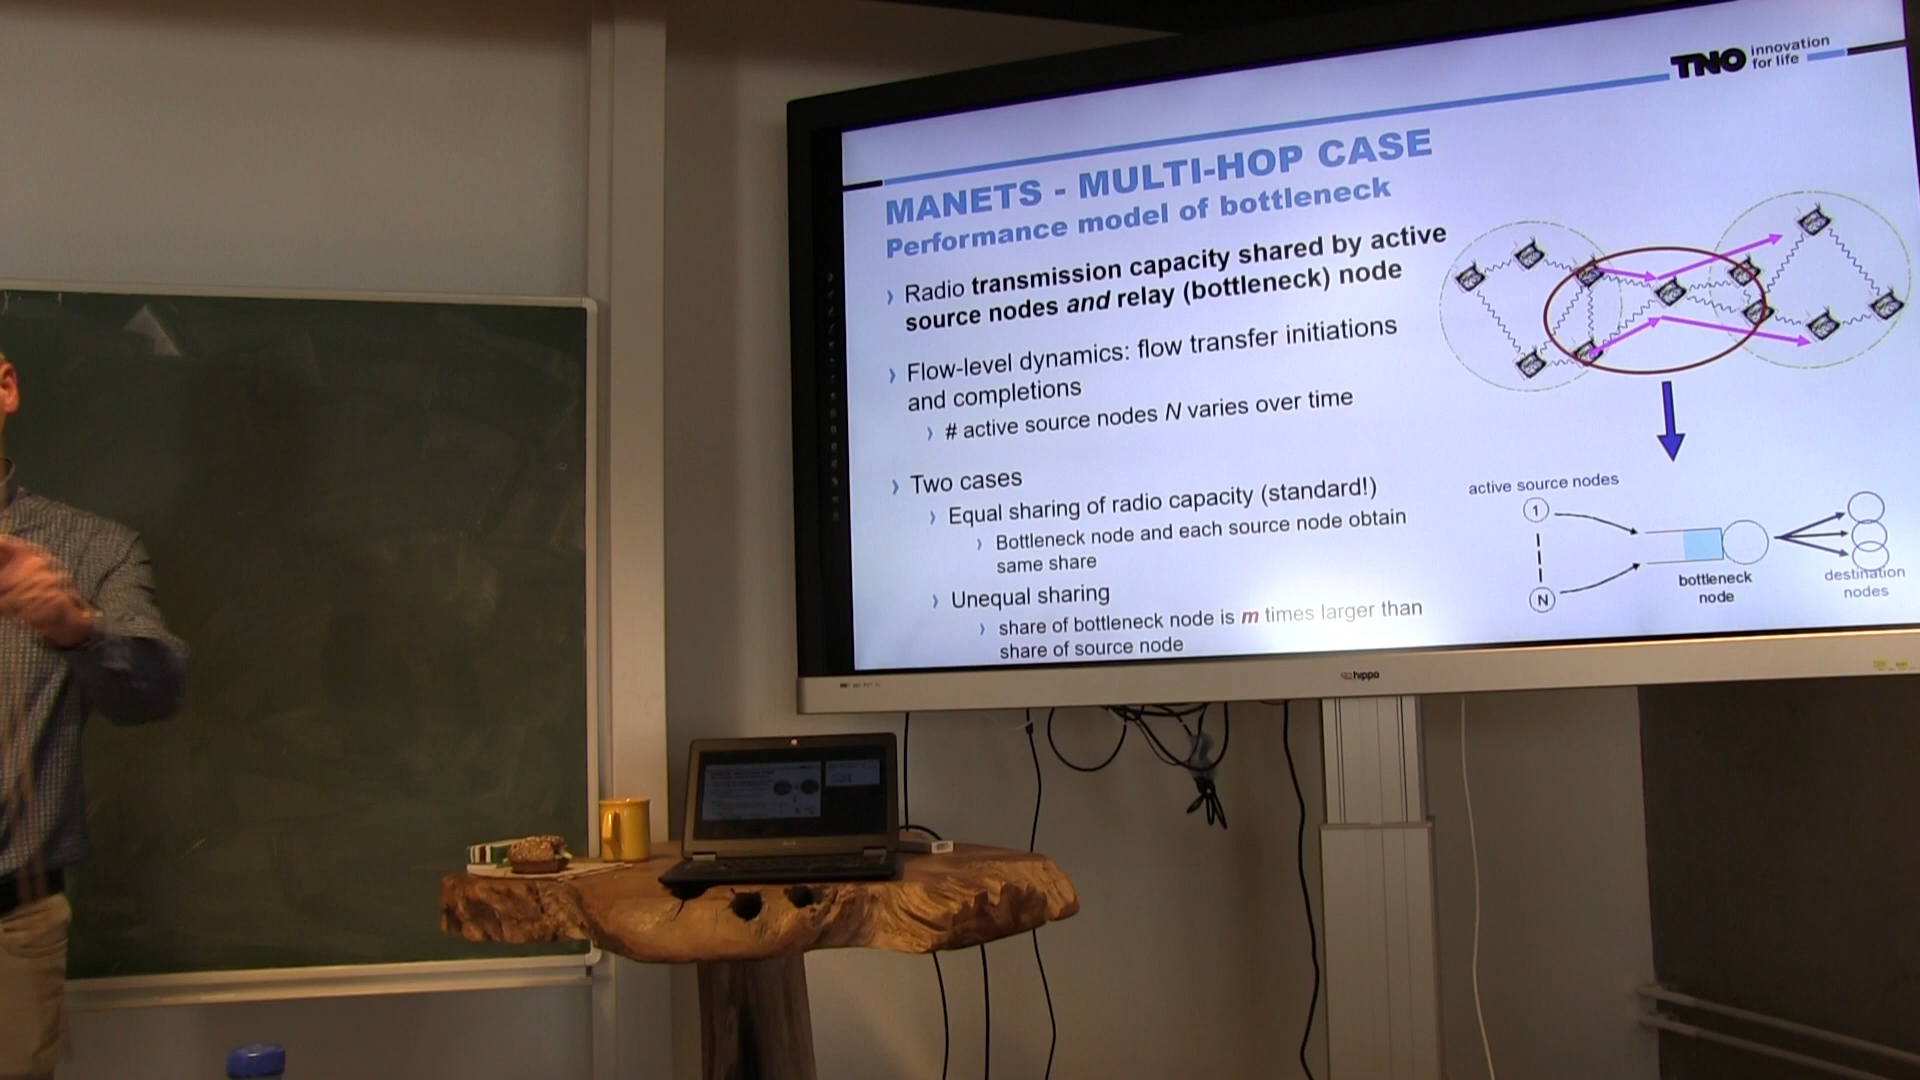 TNO innovation
for life
MANETS - MULTI-HOP CASE
Performance model of bottleneck
› Radio transmission capacity shared by active
source nodes and relay (bottleneck) node
› Flow-level dynamics: flow transfer initiations
and completions
› # active source nodes N varies over time
› Two cases
› Equal sharing of radio capacity (standard!)
› Bottleneck node and each source node obtain
same share
› Unequal sharing
› share of bottleneck node is m times larger than
share of source node
active source nodes
1
N
bottleneck
node
destination
nodes
hippo